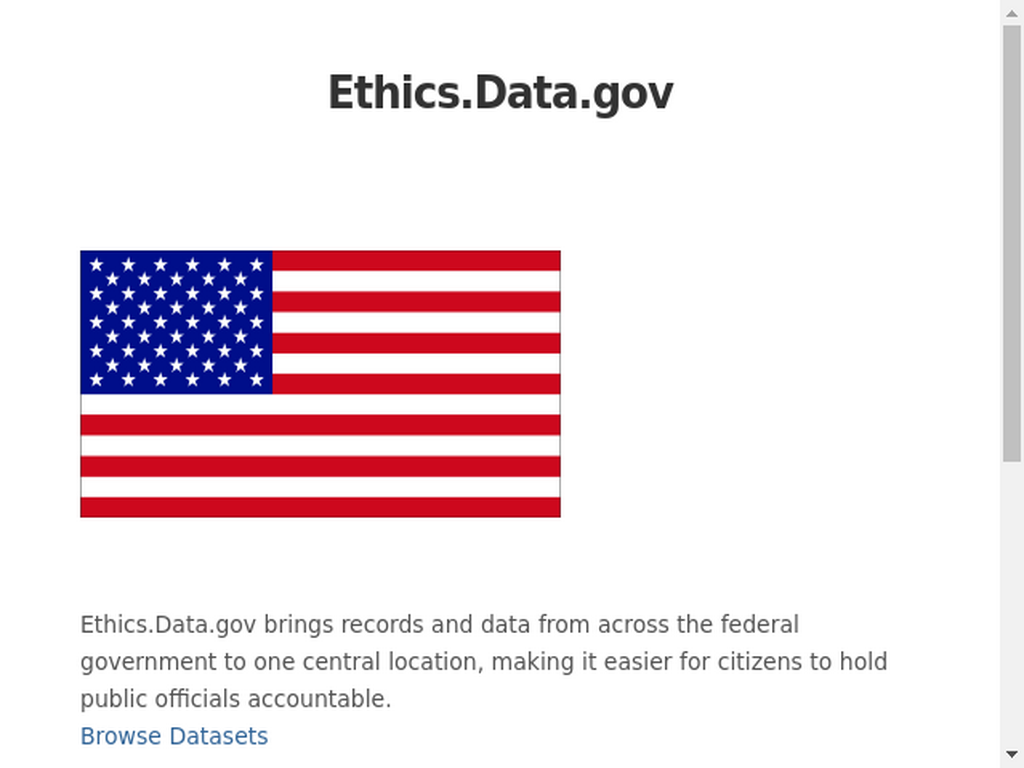 Ethics.Data.gov
Ethics.Data.gov brings records and data from across the federal
government to one central location, making it easier for citizens to hold
public officials accountable.
Browse Datasets